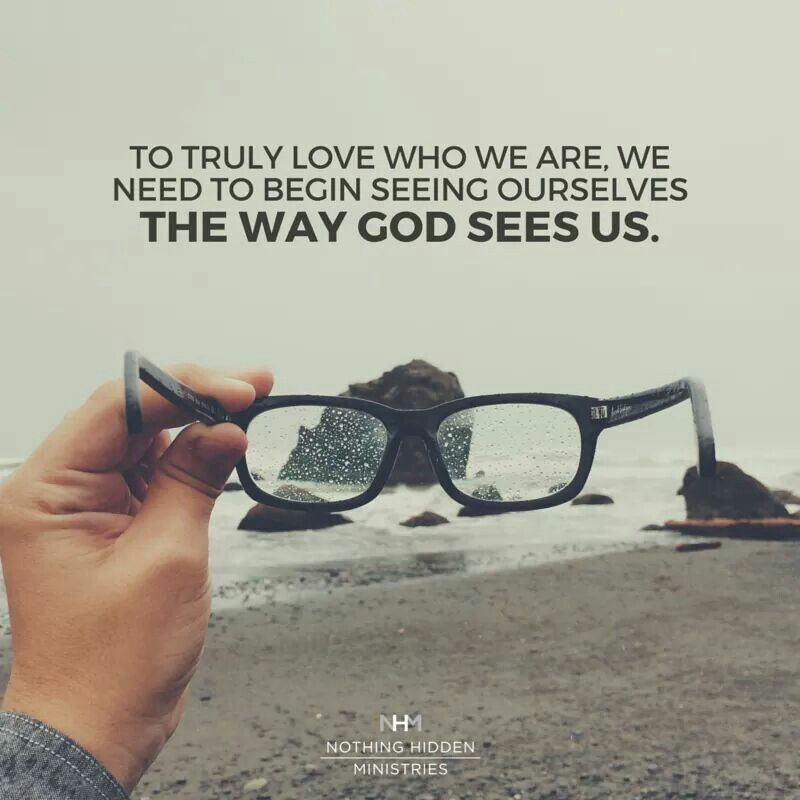 TO TRULY LOVE WHO WE ARE, WE
NEED TO BEGIN SEEING OURSELVES
THE WAY GOD SEES US.
NHM
NOTHING HIDDEN
MINISTRIES